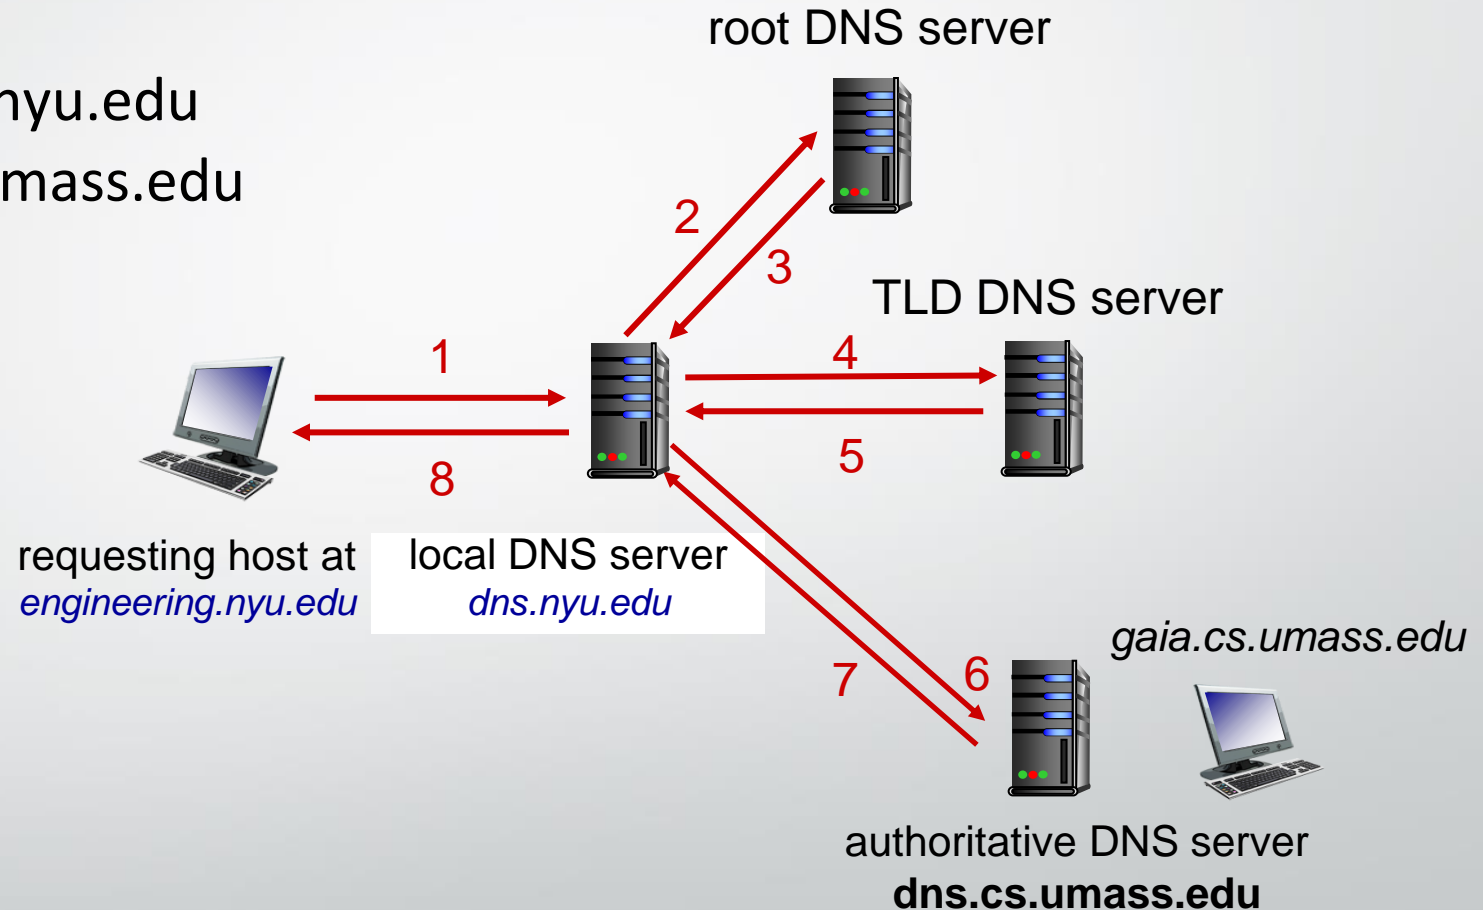 root DNS server
nyu.edu
mass.edu
2
3
TLD DNS server
1
4
8
5
requesting host at
engineering.nyu.edu
local DNS server
dns.nyu.edu
gaia.cs.umass.edu
7
6
authoritative DNS server
dns.cs.umass.edu